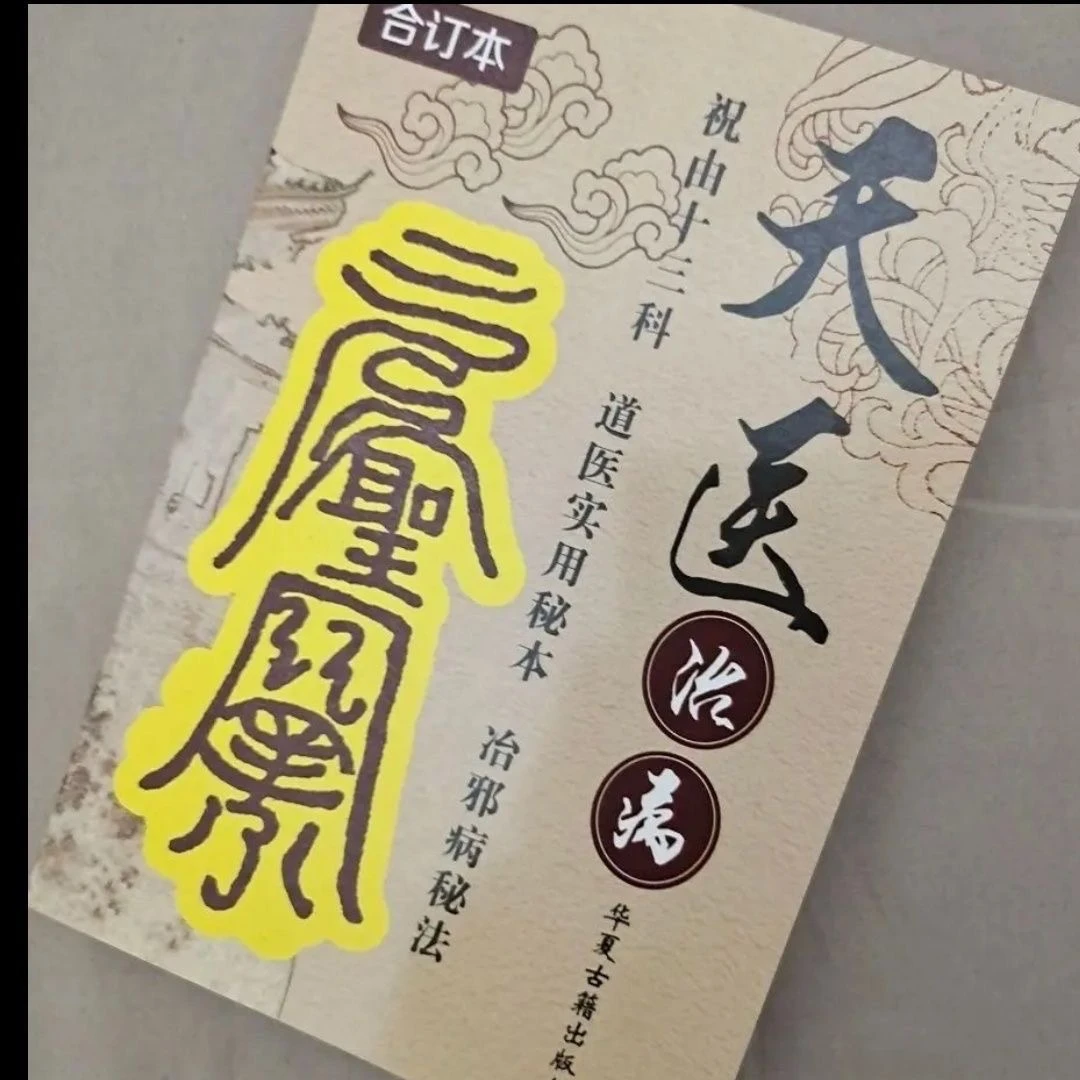 合订本
天医治病
祝由十三科 道医实用秘本 冶邪病秘法
华夏古籍出版